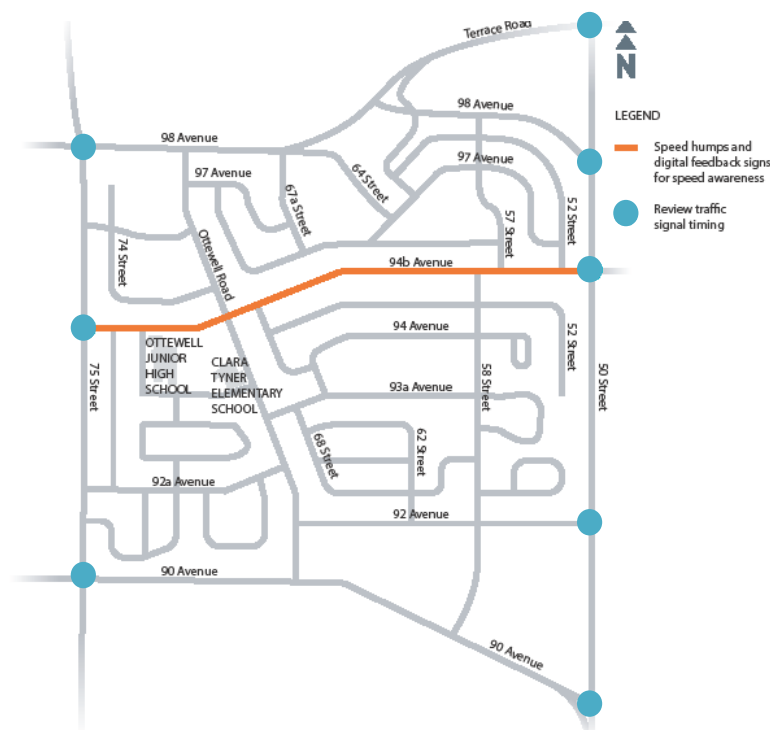 Terrace Road
N
LEGEND
Speed humps and
digital feedback signs
for speed awareness
Review traffic
signal timing
98 Avenue
98 Avenue
97 Avenue
97 Avenue
67a Street
64 Street
52 Street
57 Street
74 Street
Ottewell Road
94b Avenue
94 Avenue
52 Street
OTTEWELL
JUNIOR
HIGH
SCHOOL
CLARA
TYNER
ELEMENTARY
SCHOOL
75 Street
93a Avenue
58 Street
50 Street
68 Street
62 Street
92a Avenue
92 Avenue
90 Avenue
90 Avenue